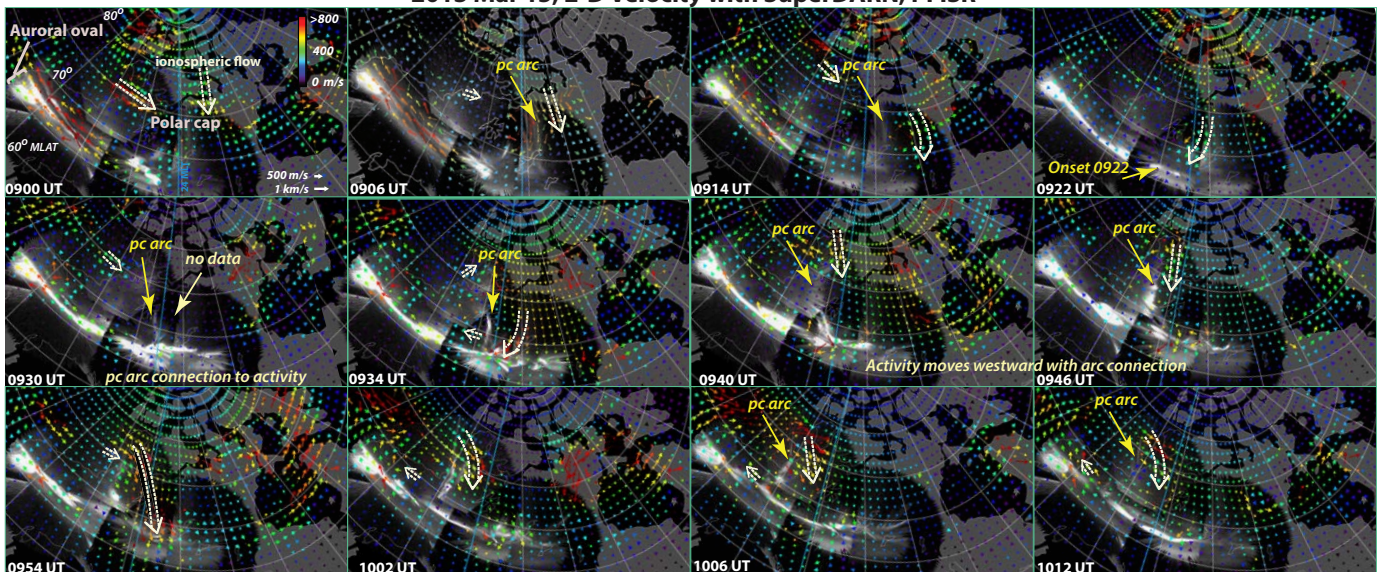 80°
>800
400
0 m/s
Auroral oval
70°
ionospheric flow
Polar cap
60° MLAT
24 MLT
500 m/s
1 km/s
0900 UT
pc arc
0906 UT
pc arc
0914 UT
Onset 0922
0922 UT
pc arc
no data
0930 UT
pc arc connection to activity
pc arc
0934 UT
pc arc
0940 UT
Activity moves westward with arc connection
pc arc
0946 UT
0954 UT
1002 UT
pc arc
1006 UT
pc arc
1012 UT